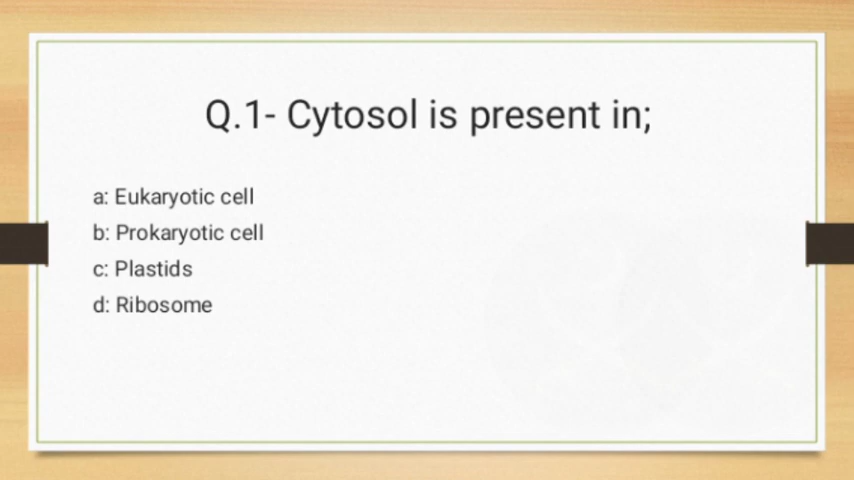 Q.1- Cytosol is present in;
a: Eukaryotic cell
b: Prokaryotic cell
c: Plastids
d: Ribosome